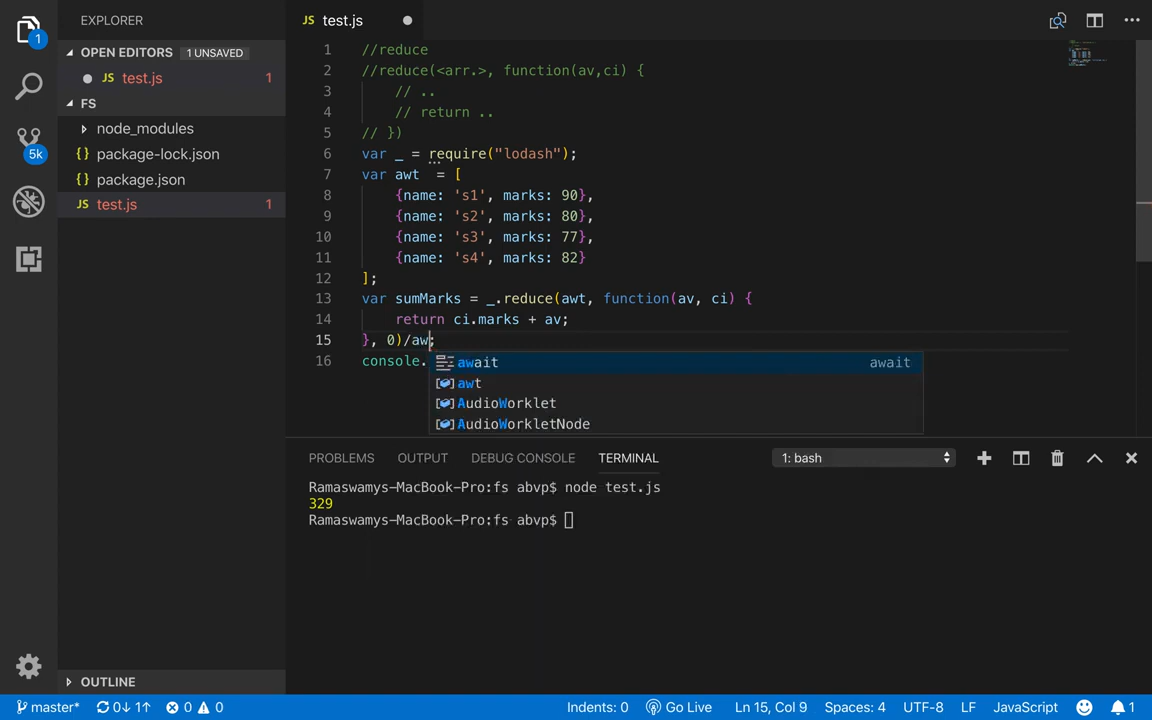 EXPLORER
OPEN EDITORS 1 UNSAVED
JS test.js 1
FS
node_modules
{} package-lock.json
{} package.json
JS test.js 1
OUTLINE
1
5k
JS test.js
1 //reduce
2 //reduce(<arr.>, function(av,ci) {
3 // ..
4 // return ..
5 // })
6 var _ = require("lodash");
7 var awt = [
8 {name: 's1', marks: 90},
9 {name: 's2', marks: 80},
10 {name: 's3', marks: 77},
11 {name: 's4', marks: 82}
12 ];
13 var sumMarks = _.reduce(awt, function(av, ci) {
14 return ci.marks + av;
15 }, 0)/aw;
16 console.
await await
awt
AudioWorklet
AudioWorkletNode
PROBLEMS OUTPUT DEBUG CONSOLE TERMINAL 1: bash
Ramaswamys-MacBook-Pro:fs abvp$ node test.js
329
Ramaswamys-MacBook-Pro:fs abvp$
master* 0↓ 1↑ 0 0 Indents: 0 Go Live Ln 15, Col 9 Spaces: 4 UTF-8 LF JavaScript 1